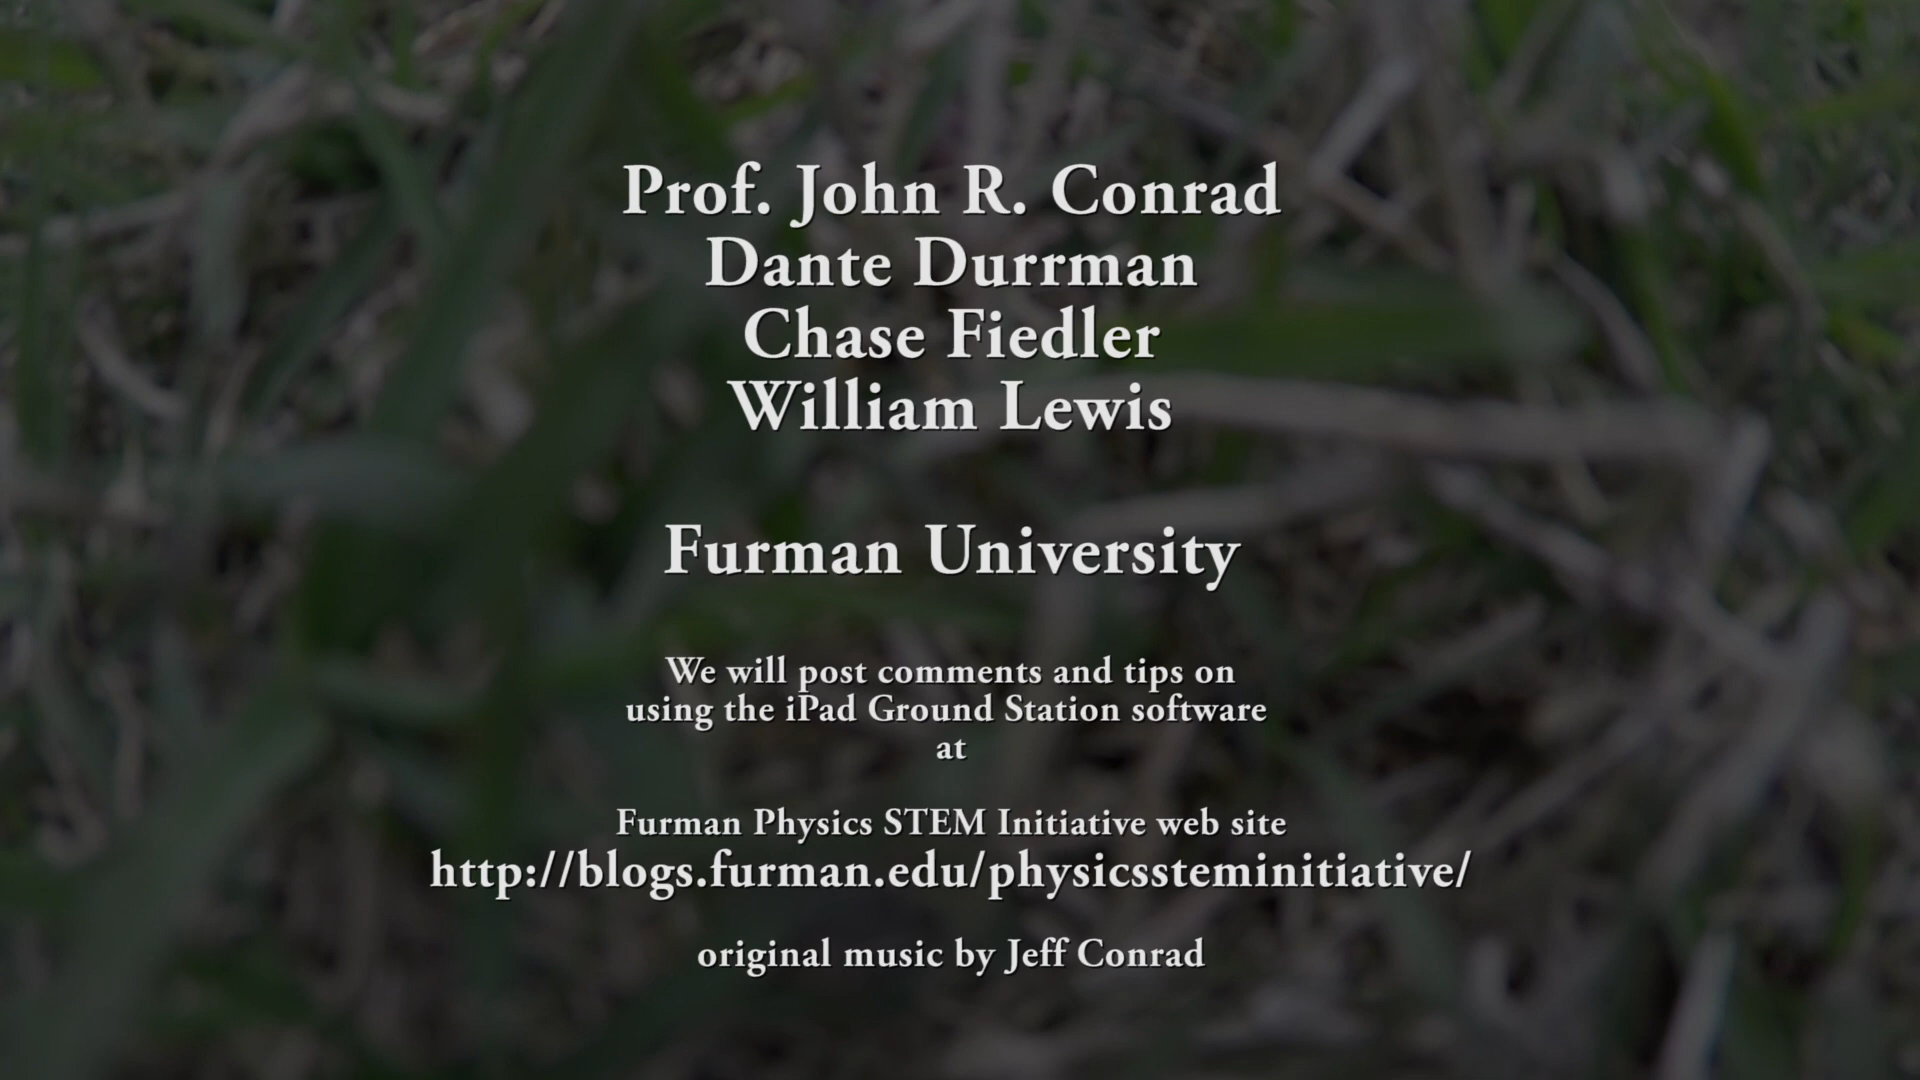 Prof. John R. Conrad
Dante Durrman
Chase Fiedler
William Lewis
Furman University
We will post comments and tips on
using the iPad Ground Station software
at
Furman Physics STEM Initiative web site
http://blogs.furman.edu/physicssteminitiative/
original music by Jeff Conrad